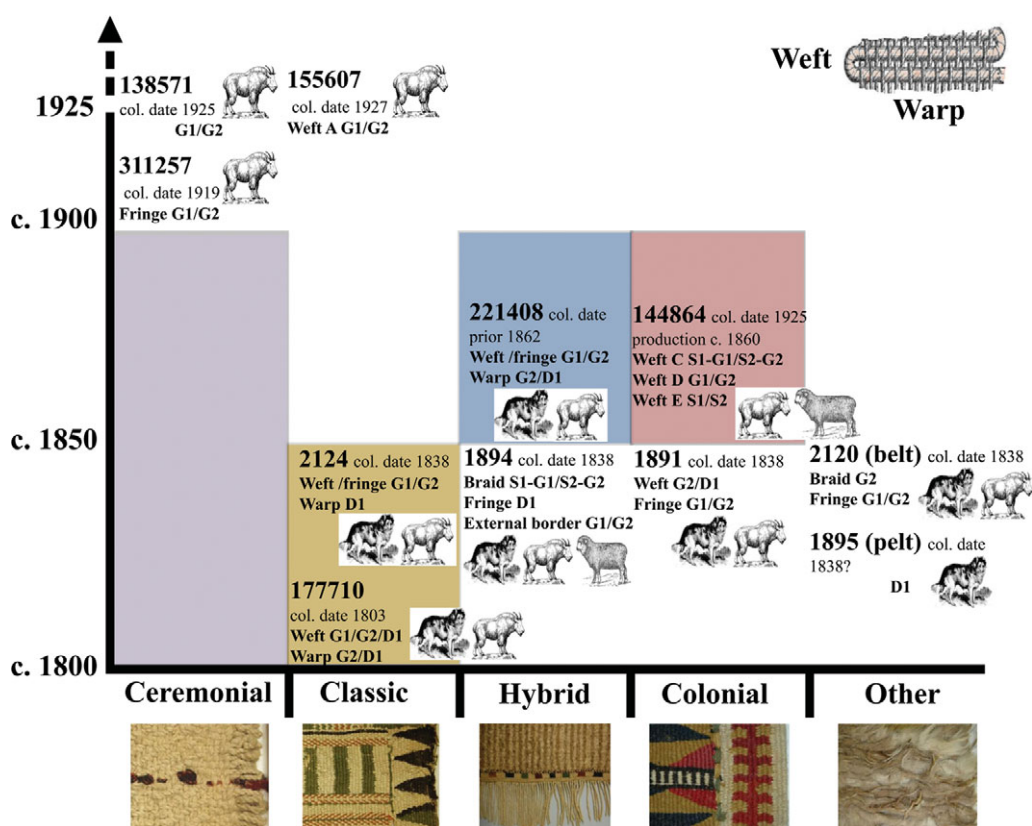 Weft
Warp
1925
c. 1900
c. 1850
c. 1800
138571
col. date 1925
G1/G2
155607
col. date 1927
Weft A G1/G2
311257
col. date 1919
Fringe G1/G2
221408 col. date
prior 1862
Weft /fringe G1/G2
Warp G2/D1
144864 col. date 1925
production c. 1860
Weft C S1-G1/S2-G2
Weft D G1/G2
Weft E S1/S2
2124 col. date 1838
Weft /fringe G1/G2
Warp D1
177710
col. date 1803
Weft G1/G2/D1
Warp G2/D1
1894 col. date 1838
Braid S1-G1/S2-G2
Fringe D1
External border G1/G2
1891 col. date 1838
Weft G2/D1
Fringe G1/G2
2120 (belt) col. date 1838
Braid G2
Fringe G1/G2
1895 (pelt) col. date
1838?
D1
Ceremonial
Classic
Hybrid
Colonial
Other